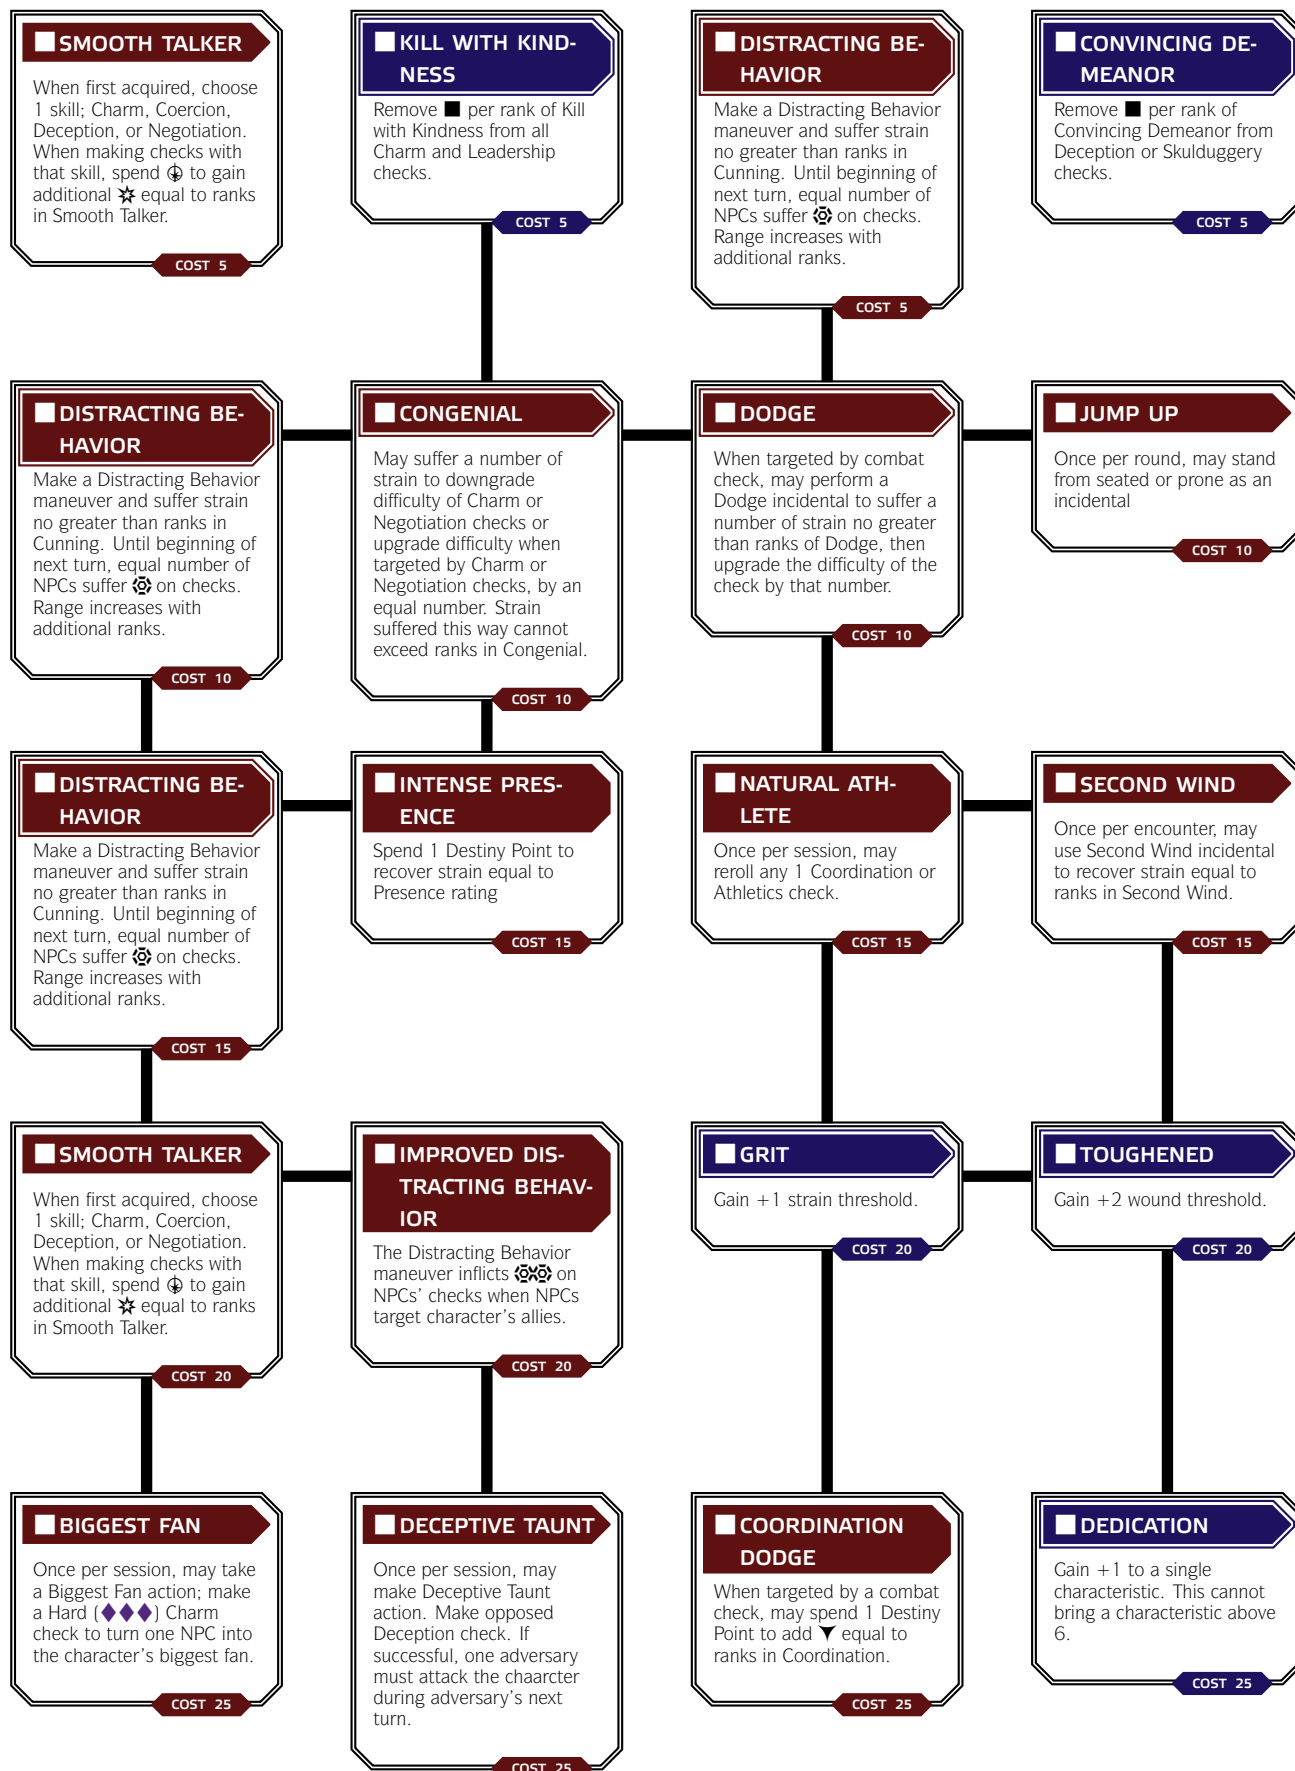 SMOOTH TALKER
When first acquired, choose
1 skill; Charm, Coercion,
Deception, or Negotiation.
When making checks with
that skill, spend to gain
additional equal to ranks
in Smooth Talker.
COST 5
KILL WITH KIND-
NESS
Remove per rank of Kill
with Kindness from all
Charm and Leadership
checks.
COST 5
DISTRACTING BE-
HAVIOR
Make a Distracting Behavior
maneuver and suffer strain
no greater than ranks in
Cunning. Until beginning of
next turn, equal number of
NPCs suffer on checks.
Range increases with
additional ranks.
COST 5
CONVINCING DE-
MEANOR
Remove per rank of
Convincing Demeanor from
Deception or Skulduggery
checks.
COST 5
DISTRACTING BE-
HAVIOR
Make a Distracting Behavior
maneuver and suffer strain
no greater than ranks in
Cunning. Until beginning of
next turn, equal number of
NPCs suffer on checks.
Range increases with
additional ranks.
COST 10
CONGENIAL
May suffer a number of
strain to downgrade
difficulty of Charm or
Negotiation checks or
upgrade difficulty when
targeted by Charm or
Negotiation checks, by an
equal number. Strain
suffered this way cannot
exceed ranks in Congenial.
COST 10
DODGE
When targeted by combat
check, may perform a
Dodge incidental to suffer a
number of strain no greater
than ranks of Dodge, then
upgrade the difficulty of the
check by that number.
COST 10
JUMP UP
Once per round, may stand
from seated or prone as an
incidental
COST 10
DISTRACTING BE-
HAVIOR
Make a Distracting Behavior
maneuver and suffer strain
no greater than ranks in
Cunning. Until beginning of
next turn, equal number of
NPCs suffer on checks.
Range increases with
additional ranks.
COST 15
INTENSE PRES-
ENCE
Spend 1 Destiny Point to
recover strain equal to
Presence rating
COST 15
NATURAL ATH-
LETE
Once per session, may
reroll any 1 Coordination or
Athletics check.
COST 15
SECOND WIND
Once per encounter, may
use Second Wind incidental
to recover strain equal to
ranks in Second Wind.
COST 15
SMOOTH TALKER
When first acquired, choose
1 skill; Charm, Coercion,
Deception, or Negotiation.
When making checks with
that skill, spend to gain
additional equal to ranks
in Smooth Talker.
COST 20
IMPROVED DIS-
TRACTING BEHAV-
IOR
The Distracting Behavior
maneuver inflicts on
NPCs' checks when NPCs
target character's allies.
COST 20
GRIT
Gain +1 strain threshold.
COST 20
TOUGHENED
Gain +2 wound threshold.
COST 20
BIGGEST FAN
Once per session, may take
a Biggest Fan action; make
a Hard (♦♦♦) Charm
check to turn one NPC into
the character's biggest fan.
COST 25
DECEPTIVE TAUNT
Once per session, may
make Deceptive Taunt
action. Make opposed
Deception check. If
successful, one adversary
must attack the chaarcter
during adversary's next
turn.
COST 25
COORDINATION
DODGE
When targeted by a combat
check, may spend 1 Destiny
Point to add equal to
ranks in Coordination.
COST 25
DEDICATION
Gain +1 to a single
characteristic. This cannot
bring a characteristic above
6.
COST 25